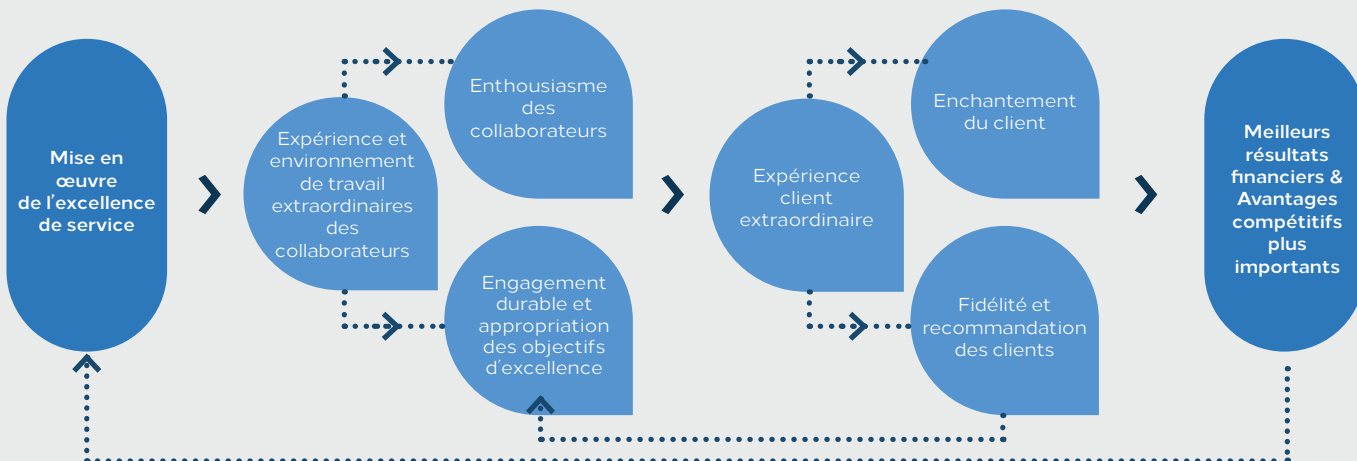 Mise en
œuvre
de l'excellence
de service
Expérience et
environnement
de travail
extraordinaires
des
collaborateurs
Enthousiasme
des
collaborateurs
Engagement
durable et
appropriation
des objectifs
d'excellence
Expérience
client
extraordinaire
Enchantement
du client
Fidélité et
recommandation
des clients
Meilleurs
résultats
financiers &
Avantages
compétitifs
plus
importants